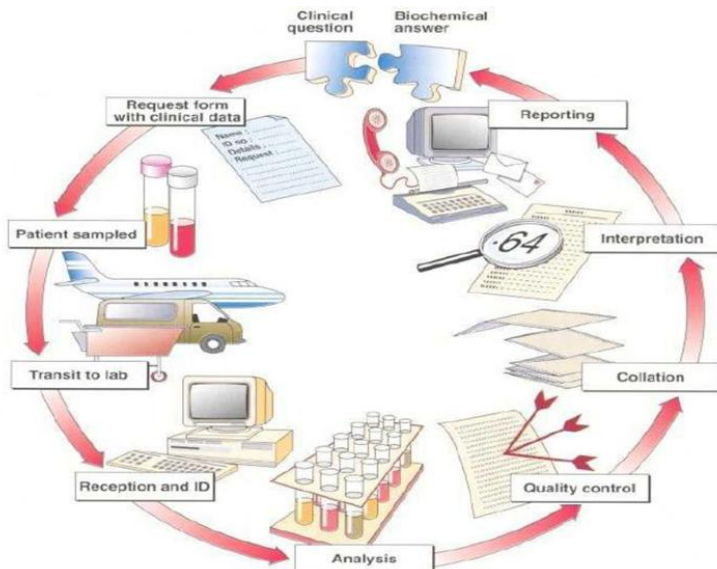 Clinical
question
Biochemical
answer
Request form
with clinical data
Name :
ID no :
Details :
Request :
Patient sampled
Transit to lab
Reception and ID
Analysis
Quality control
Collation
Interpretation
·64
Reporting